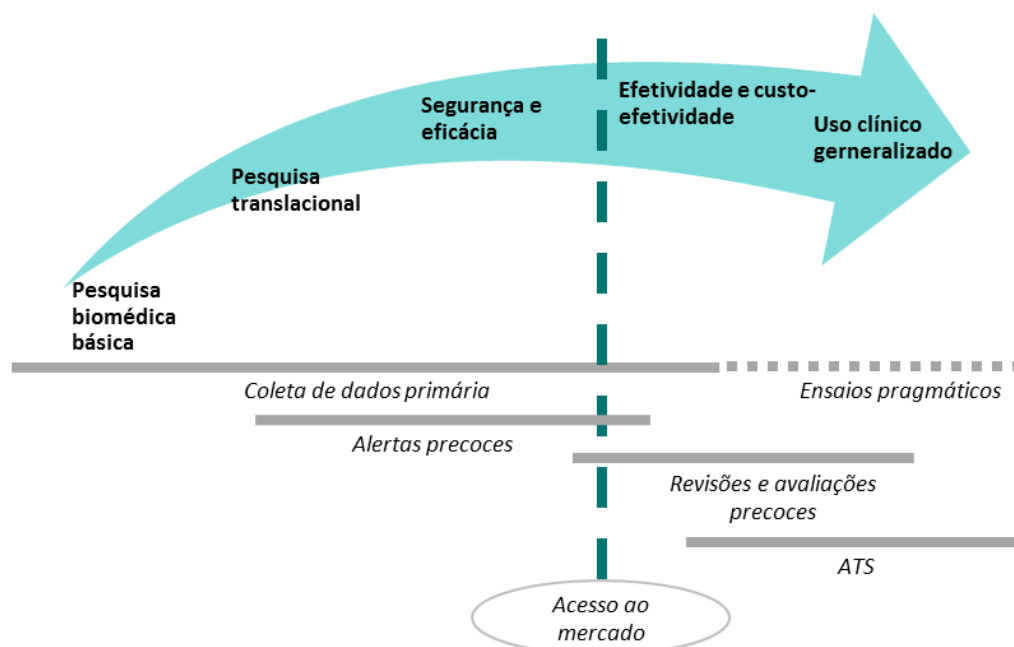 Segurança e
eficácia
Efetividade e custo-
efetividade
Uso clínico
gerneralizado
Pesquisa
translacional
Pesquisa
biomédica
básica
Coleta de dados primária
Ensaios pragmáticos
Alertas precoces
Revisões e avaliações
precoces
ATS
Acesso ao
mercado